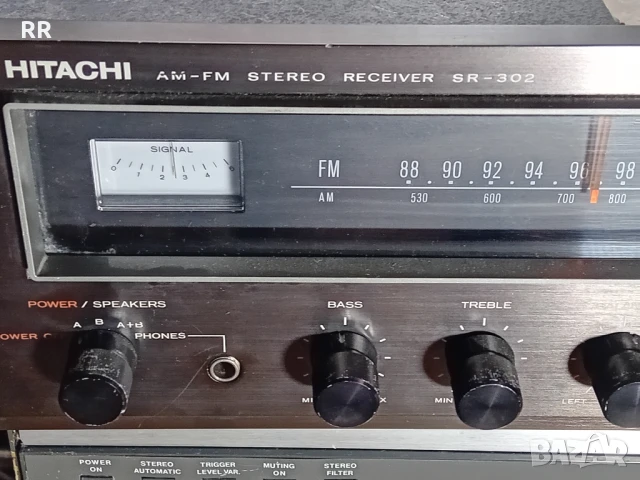 RR
HITACHI AM-FM STEREO RECEIVER SR-302
SIGNAL
0 1 2 3 4 5
FM 88 90 92 94 96 98
AM 530 600 700 800
POWER / SPEAKERS
BASS
TREBLE
A B A+B
POWER
PHONES
MIN
LEFT
POWER ON
STEREO AUTOMATIC
TRIGGER LEVEL VAR.
MUTING ON
STEREO FILTER
BAZAR